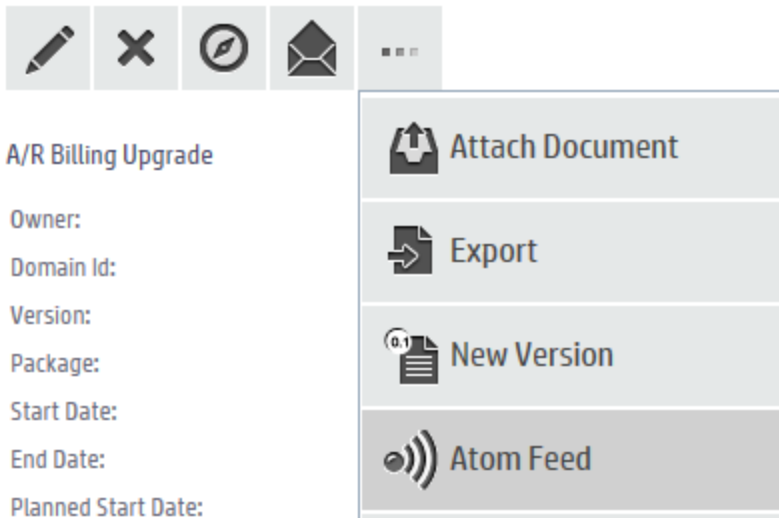 A/R Billing Upgrade
Owner:
Domain Id:
Version:
Package:
Start Date:
End Date:
Planned Start Date:
Attach Document
Export
0.1
New Version
Atom Feed